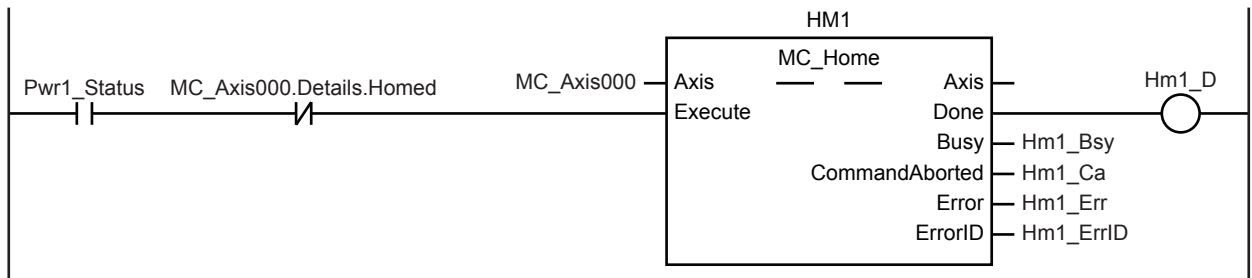 HM1
MC_Home
Pwr1_Status MC_Axis000.Details.Homed MC_Axis000 Axis Axis Hm1_D
Execute Done
Busy Hm1_Bsy
CommandAborted Hm1_Ca
Error Hm1_Err
ErrorID Hm1_ErrID